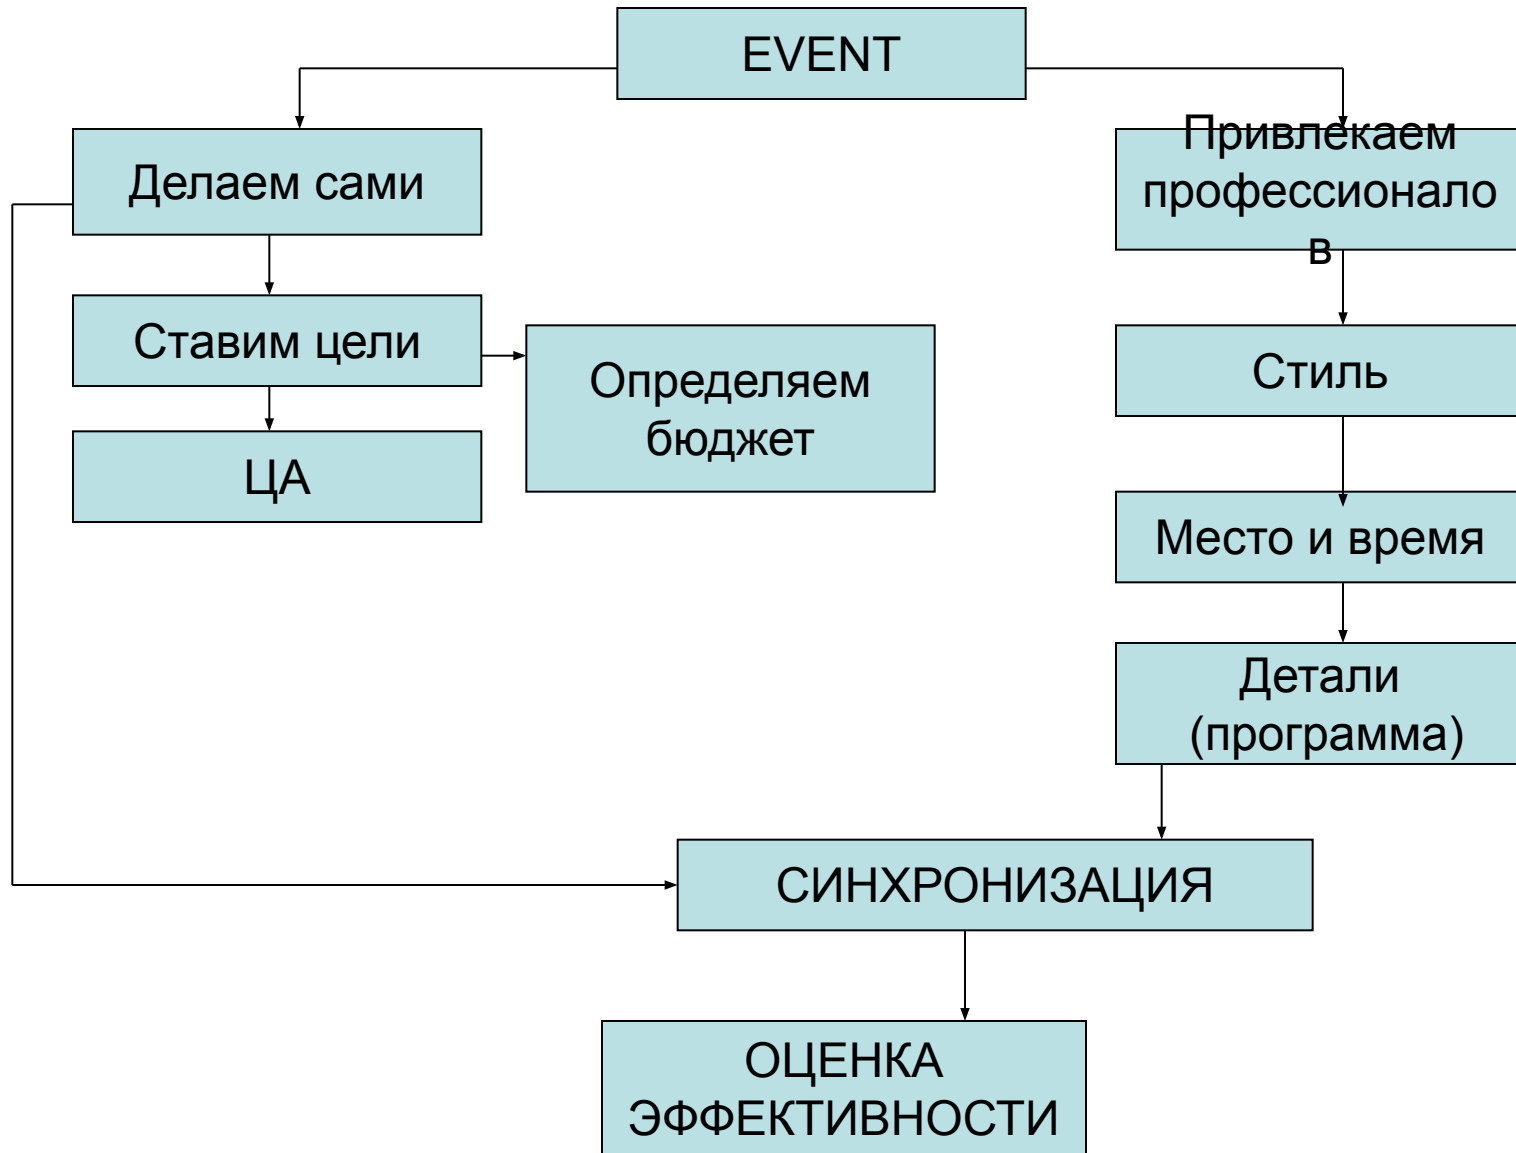 EVENT
Делаем сами
Привлекаем
профессионало
в
Ставим цели
Определяем
бюджет
Стиль
ЦА
Место и время
Детали
(программа)
СИНХРОНИЗАЦИЯ
ОЦЕНКА
ЭФФЕКТИВНОСТИ